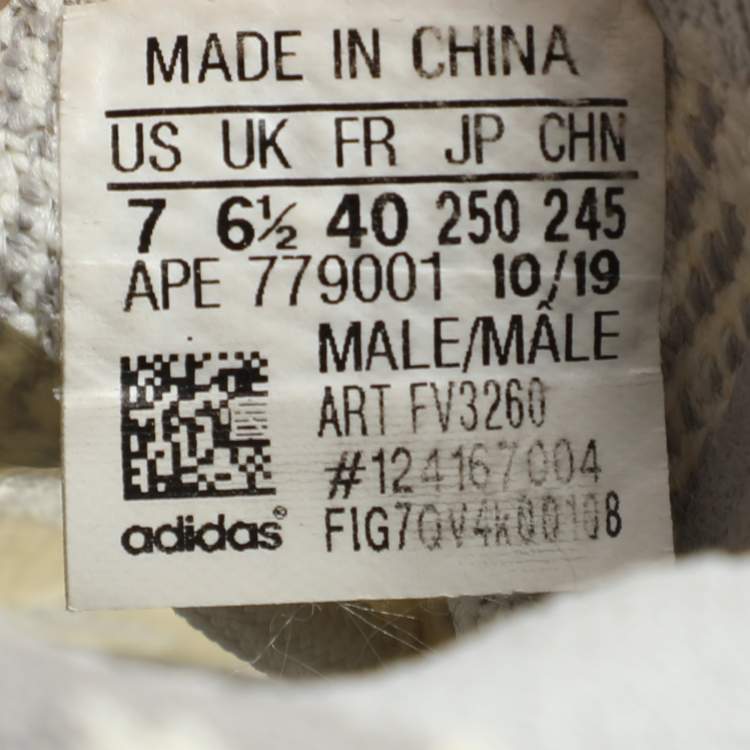 MADE IN CHINA
US UK FR JP CHN
7 6½ 40 250 245
APE 779001 10/19
MALE/MÂLE
ART FV3260
#124167004
adidas®